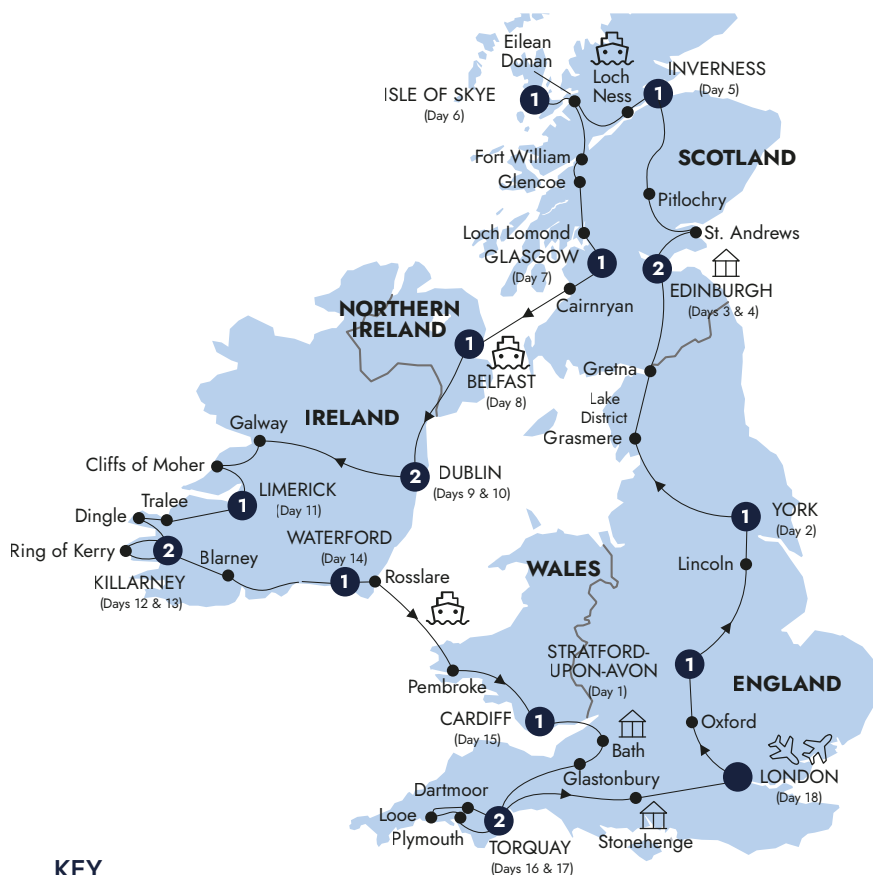 Eilean
Donan
Loch
Ness
INVERNESS
(Day 5)
1
ISLE OF SKYE
(Day 6)
1
Fort William
Glencoe
SCOTLAND
Pitlochry
Loch Lomond
St. Andrews
GLASGOW
(Day 7)
1
2
EDINBURGH
(Days 3 & 4)
Cairnryan
NORTHERN
IRELAND
1
BELFAST
(Day 8)
Gretna
Lake
District
Grasmere
IRELAND
Galway
Cliffs of Moher
2
DUBLIN
(Days 9 & 10)
1
LIMERICK
(Day 11)
Tralee
Dingle
Ring of Kerry
2
KILLARNEY
(Days 12 & 13)
Blarney
WATERFORD
(Day 14)
1
Rosslare
1
YORK
(Day 2)
Lincoln
WALES
STRATFORD-
UPON-AVON
(Day 1)
1
ENGLAND
Pembroke
CARDIFF
(Day 15)
1
Oxford
Bath
Glastonbury
LONDON
(Day 18)
Dartmoor
Looe
Plymouth
2
TORQUAY
(Days 16 & 17)
Stonehenge
KEY